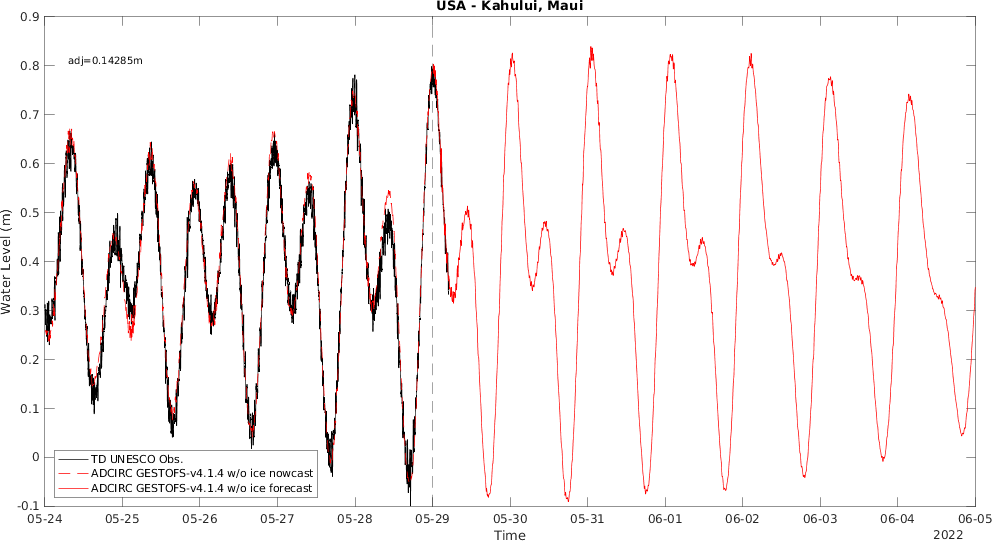 USA - Kahului, Maui
adj=0.14285m
0.9
0.8
0.7
0.6
0.5
0.4
0.3
0.2
0.1
0
-0.1
Water Level (m)
TD UNESCO Obs.
ADCIRC GESTOFS-v4.1.4 w/o ice nowcast
ADCIRC GESTOFS-v4.1.4 w/o ice forecast
05-24 05-25 05-26 05-27 05-28 05-29 05-30 05-31 06-01 06-02 06-03 06-04 06-05
Time
2022